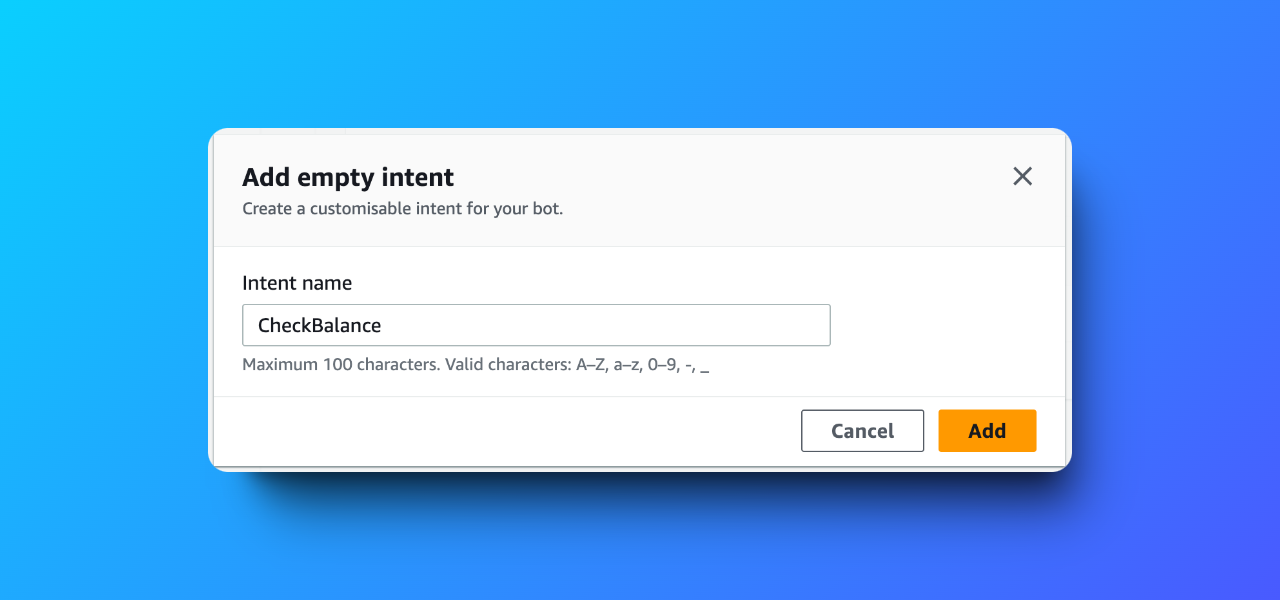 Add empty intent
Create a customisable intent for your bot.
Intent name
CheckBalance
Maximum 100 characters. Valid characters: A–Z, a–z, 0–9, -, _
Cancel Add